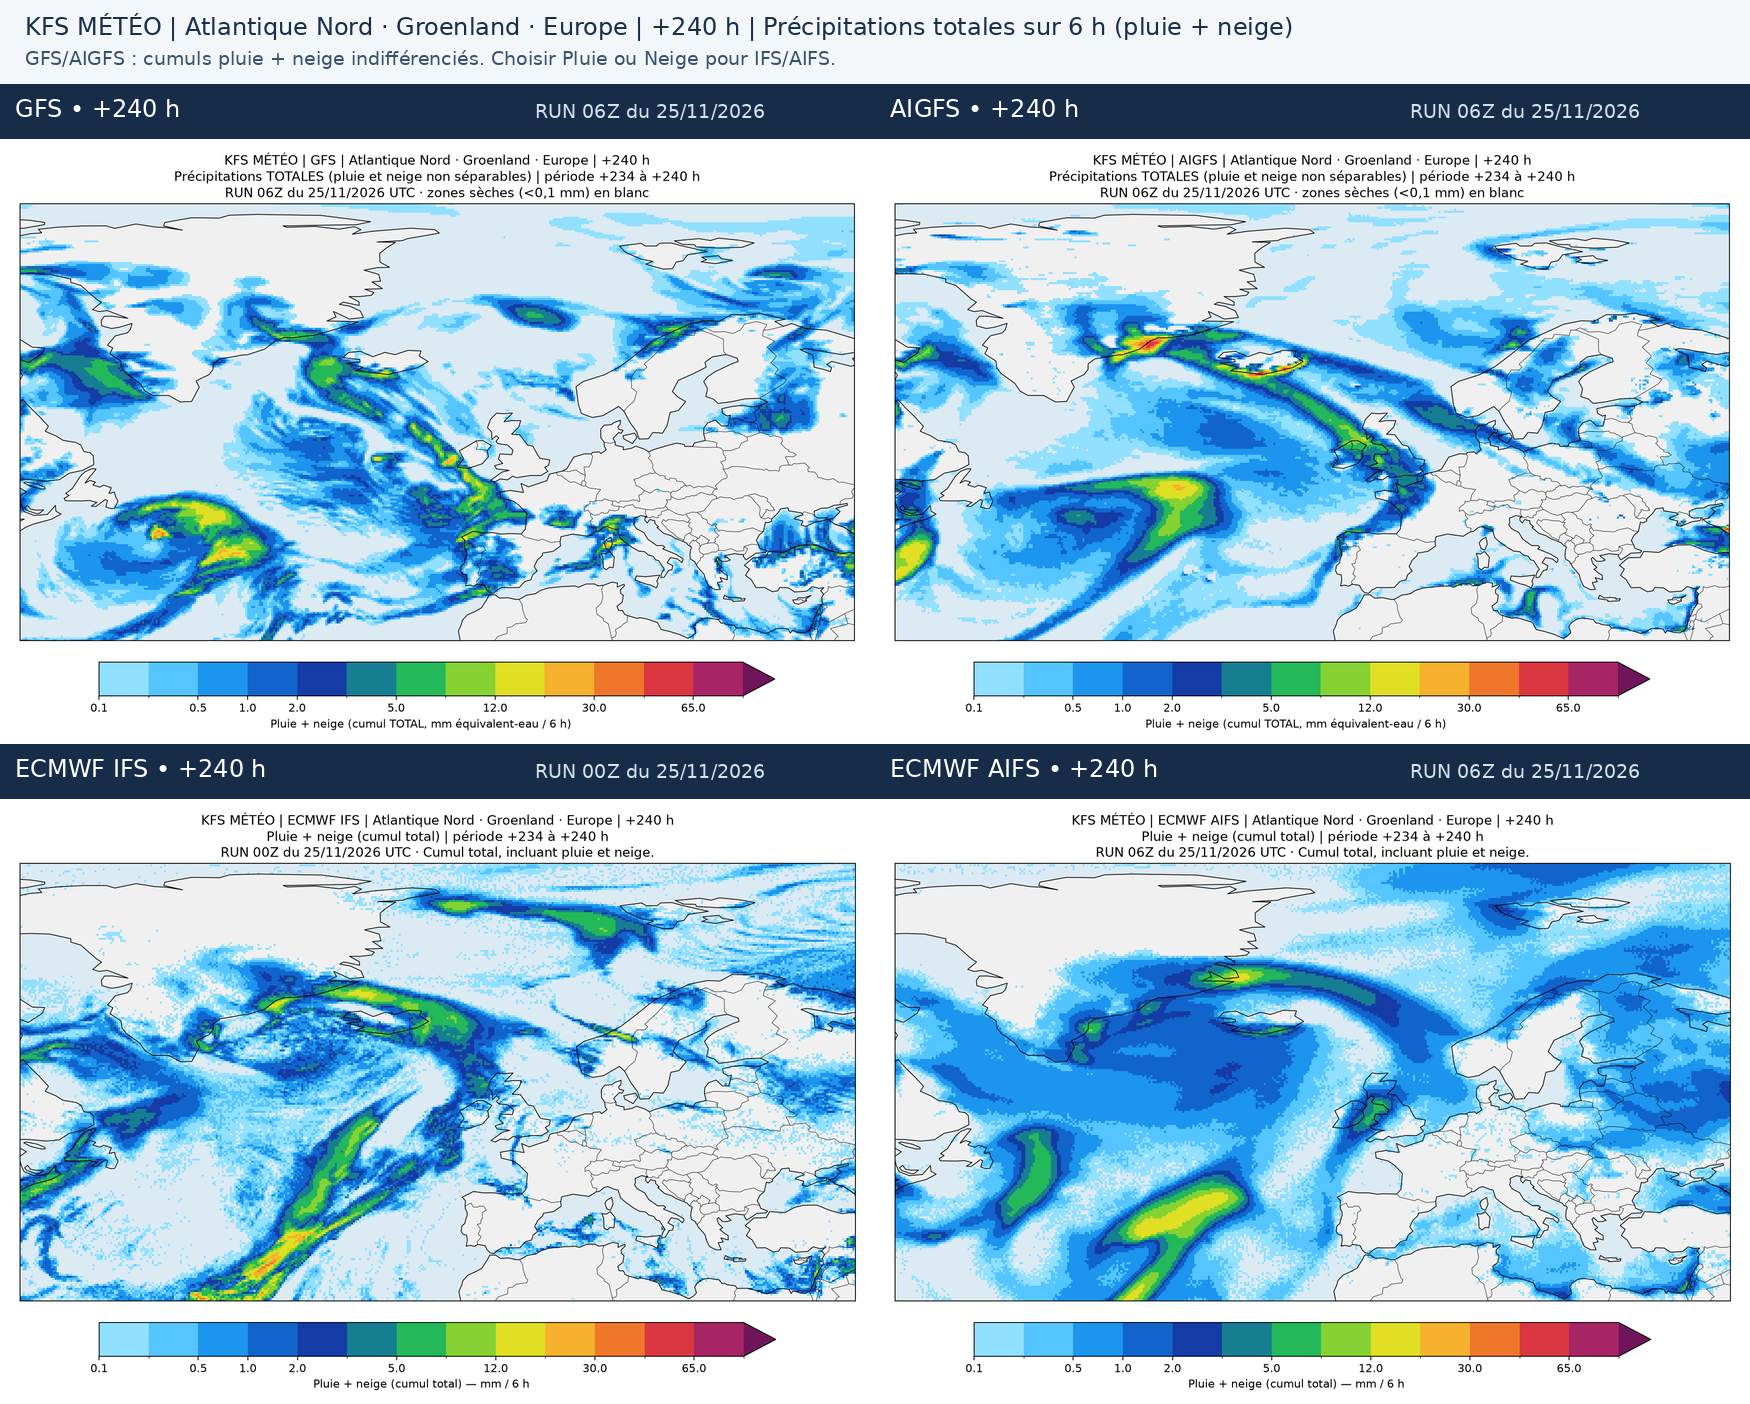 KFS MÉTÉO | Atlantique Nord · Groenland · Europe | +240 h | Précipitations totales sur 6 h (pluie + neige)
GFS/AIGFS : cumuls pluie + neige indifférenciés. Choisir Pluie ou Neige pour IFS/AIFS.
GFS • +240 h RUN 06Z du 25/11/2026
KFS MÉTÉO | GFS | Atlantique Nord · Groenland · Europe | +240 h
Précipitations TOTALES (pluie et neige non séparables) | période +234 à +240 h
RUN 06Z du 25/11/2026 UTC · zones sèches (<0,1 mm) en blanc
0.1 0.5 1.0 2.0 5.0 12.0 30.0 65.0
Pluie + neige (cumul TOTAL, mm équivalent-eau / 6 h)
AIGFS • +240 h RUN 06Z du 25/11/2026
KFS MÉTÉO | AIGFS | Atlantique Nord · Groenland · Europe | +240 h
Précipitations TOTALES (pluie et neige non séparables) | période +234 à +240 h
RUN 06Z du 25/11/2026 UTC · zones sèches (<0,1 mm) en blanc
0.1 0.5 1.0 2.0 5.0 12.0 30.0 65.0
Pluie + neige (cumul TOTAL, mm équivalent-eau / 6 h)
ECMWF IFS • +240 h RUN 00Z du 25/11/2026
KFS MÉTÉO | ECMWF IFS | Atlantique Nord · Groenland · Europe | +240 h
Pluie + neige (cumul total) | période +234 à +240 h
RUN 00Z du 25/11/2026 UTC · Cumul total, incluant pluie et neige.
0.1 0.5 1.0 2.0 5.0 12.0 30.0 65.0
Pluie + neige (cumul total) — mm / 6 h
ECMWF AIFS • +240 h RUN 06Z du 25/11/2026
KFS MÉTÉO | ECMWF AIFS | Atlantique Nord · Groenland · Europe | +240 h
Pluie + neige (cumul total) | période +234 à +240 h
RUN 06Z du 25/11/2026 UTC · Cumul total, incluant pluie et neige.
0.1 0.5 1.0 2.0 5.0 12.0 30.0 65.0
Pluie + neige (cumul total) — mm / 6 h